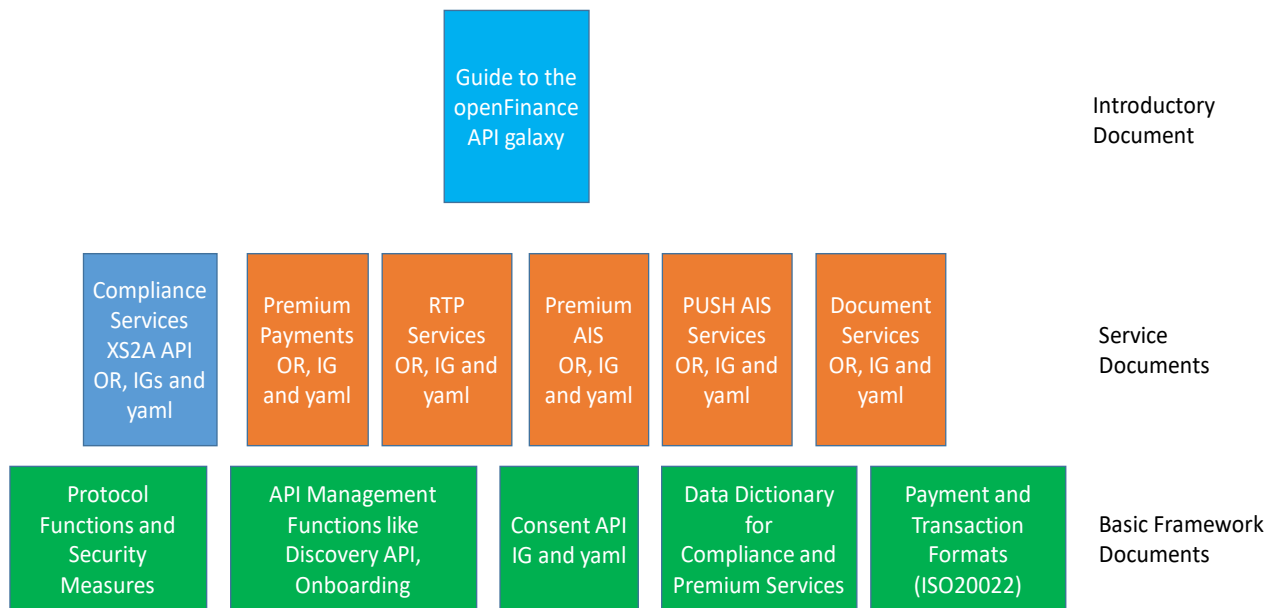 Guide to the
openFinance
API galaxy
Introductory
Document
Compliance
Services
XS2A API
OR, IGs and
yaml
Premium
Payments
OR, IG
and yaml
RTP
Services
OR, IG and
yaml
Premium
AIS
OR, IG
and yaml
PUSH AIS
Services
OR, IG and
yaml
Document
Services
OR, IG and
yaml
Service
Documents
Protocol
Functions and
Security
Measures
API Management
Functions like
Discovery API,
Onboarding
Consent API
IG and yaml
Data Dictionary
for
Compliance and
Premium Services
Payment and
Transaction
Formats
(ISO20022)
Basic Framework
Documents